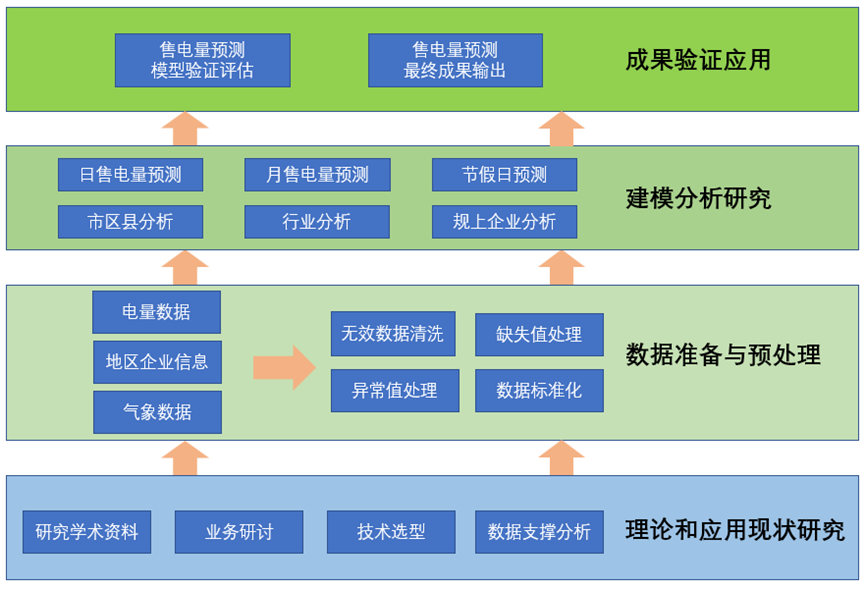 售电量预测
模型验证评估
售电量预测
最终成果输出
成果验证应用
日售电量预测
月售电量预测
节假日预测
建模分析研究
市区县分析
行业分析
规上企业分析
电量数据
地区企业信息
气象数据
无效数据清洗
缺失值处理
异常值处理
数据标准化
数据准备与预处理
研究学术资料
业务研讨
技术选型
数据支撑分析
理论和应用现状研究